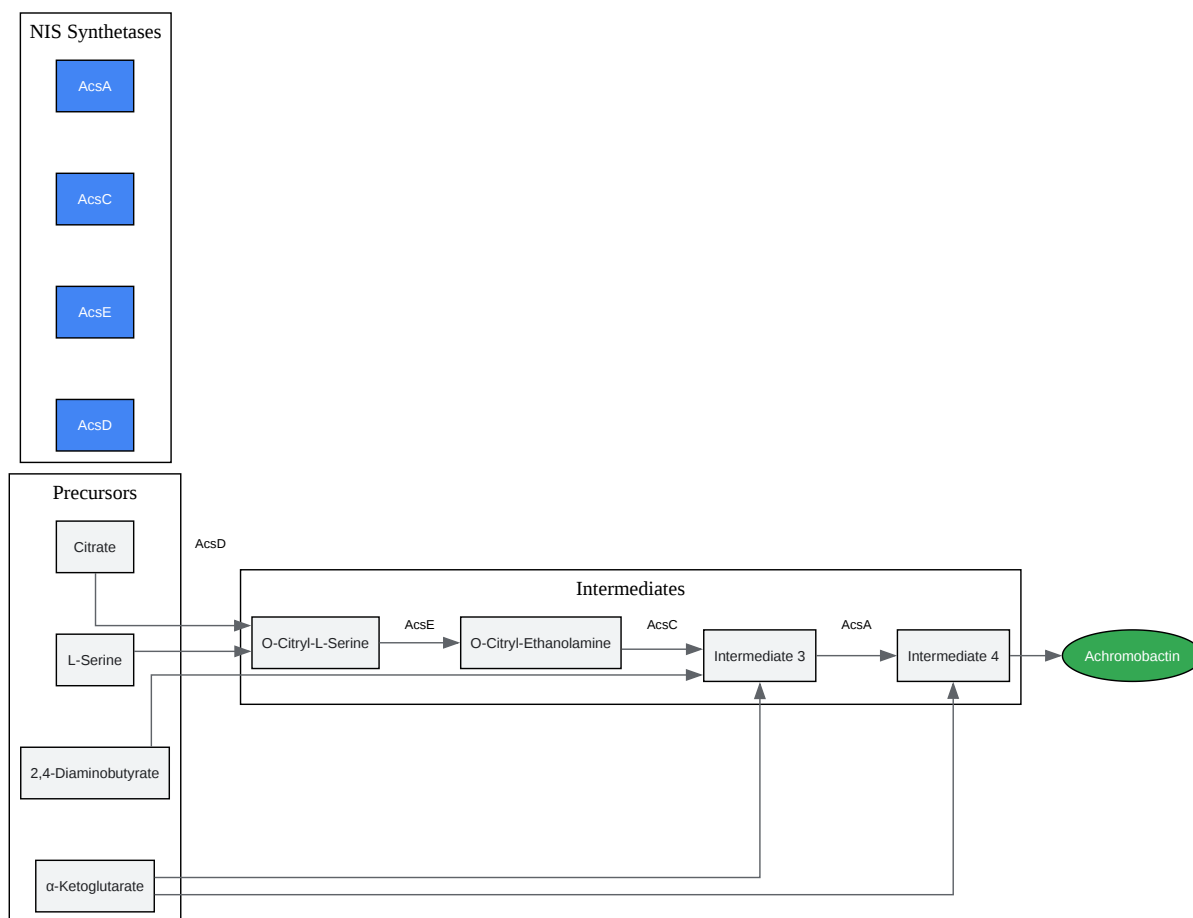 NIS Synthetases
AcsA
AcsC
AcsE
AcsD
Precursors
Citrate
AcsD
L-Serine
2,4-Diaminobutyrate
α-Ketoglutarate
Intermediates
O-Citryl-L-Serine
AcsE
O-Citryl-Ethanolamine
AcsC
Intermediate 3
AcsA
Intermediate 4
Achromobactin